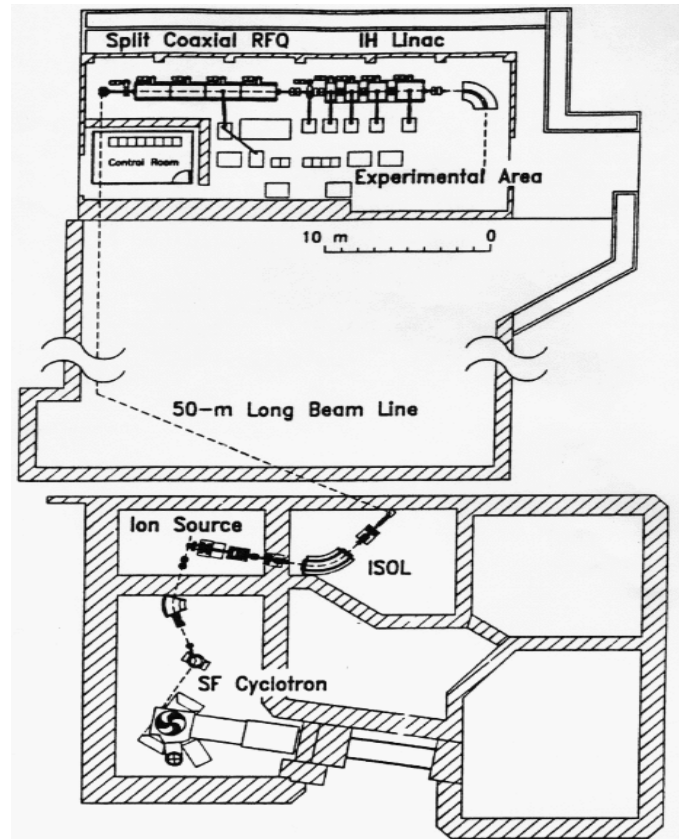 Split Coaxial RFQ
IH Linac
Control Room
Experimental Area
10 m
0
50-m Long Beam Line
Ion Source
ISOL
SF Cyclotron